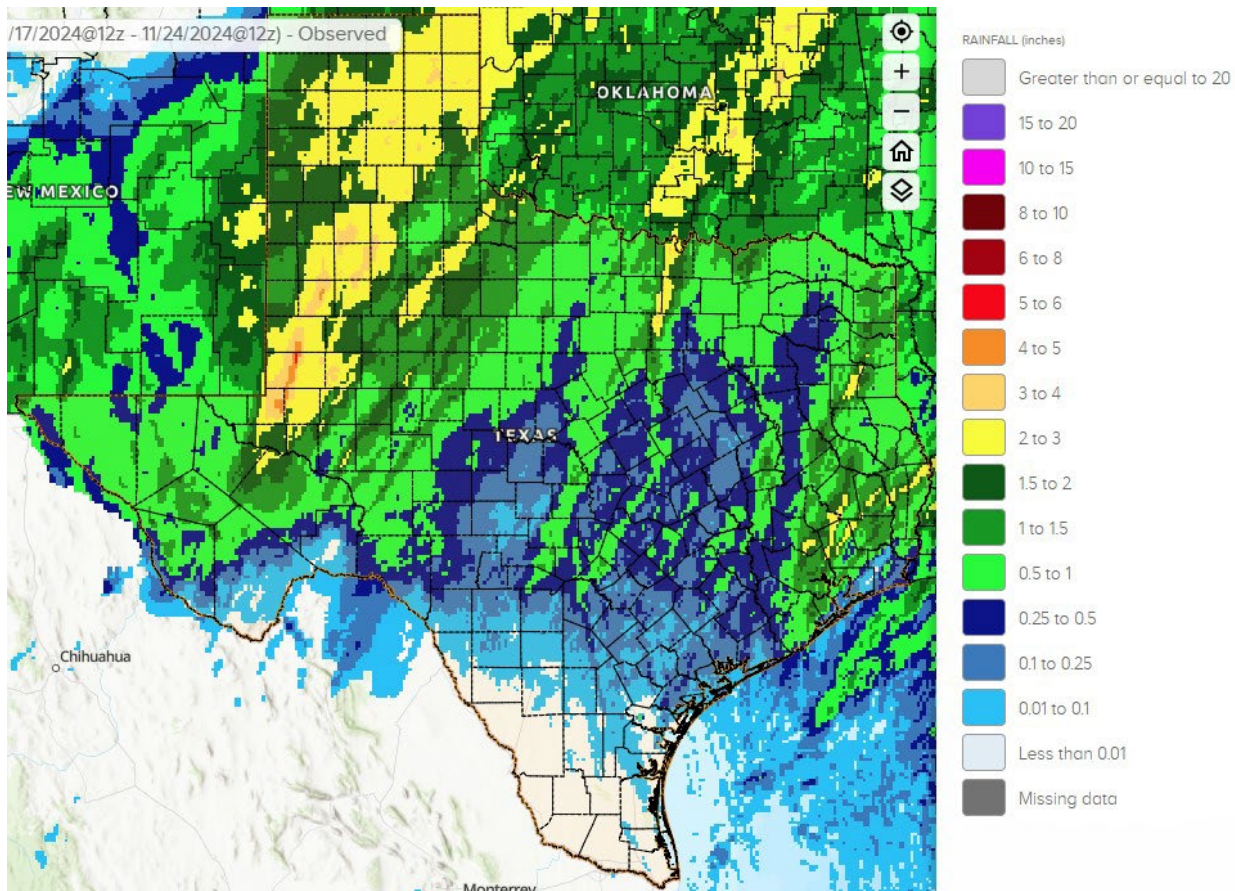 /17/2024@12z - 11/24/2024@12z) - Observed
OKLAHOMA
EW MEXICO
TEXAS
Chihuahua
Monterrey
RAINFALL (inches)
Greater than or equal to 20
15 to 20
10 to 15
8 to 10
6 to 8
5 to 6
4 to 5
3 to 4
2 to 3
1.5 to 2
1 to 1.5
0.5 to 1
0.25 to 0.5
0.1 to 0.25
0.01 to 0.1
Less than 0.01
Missing data